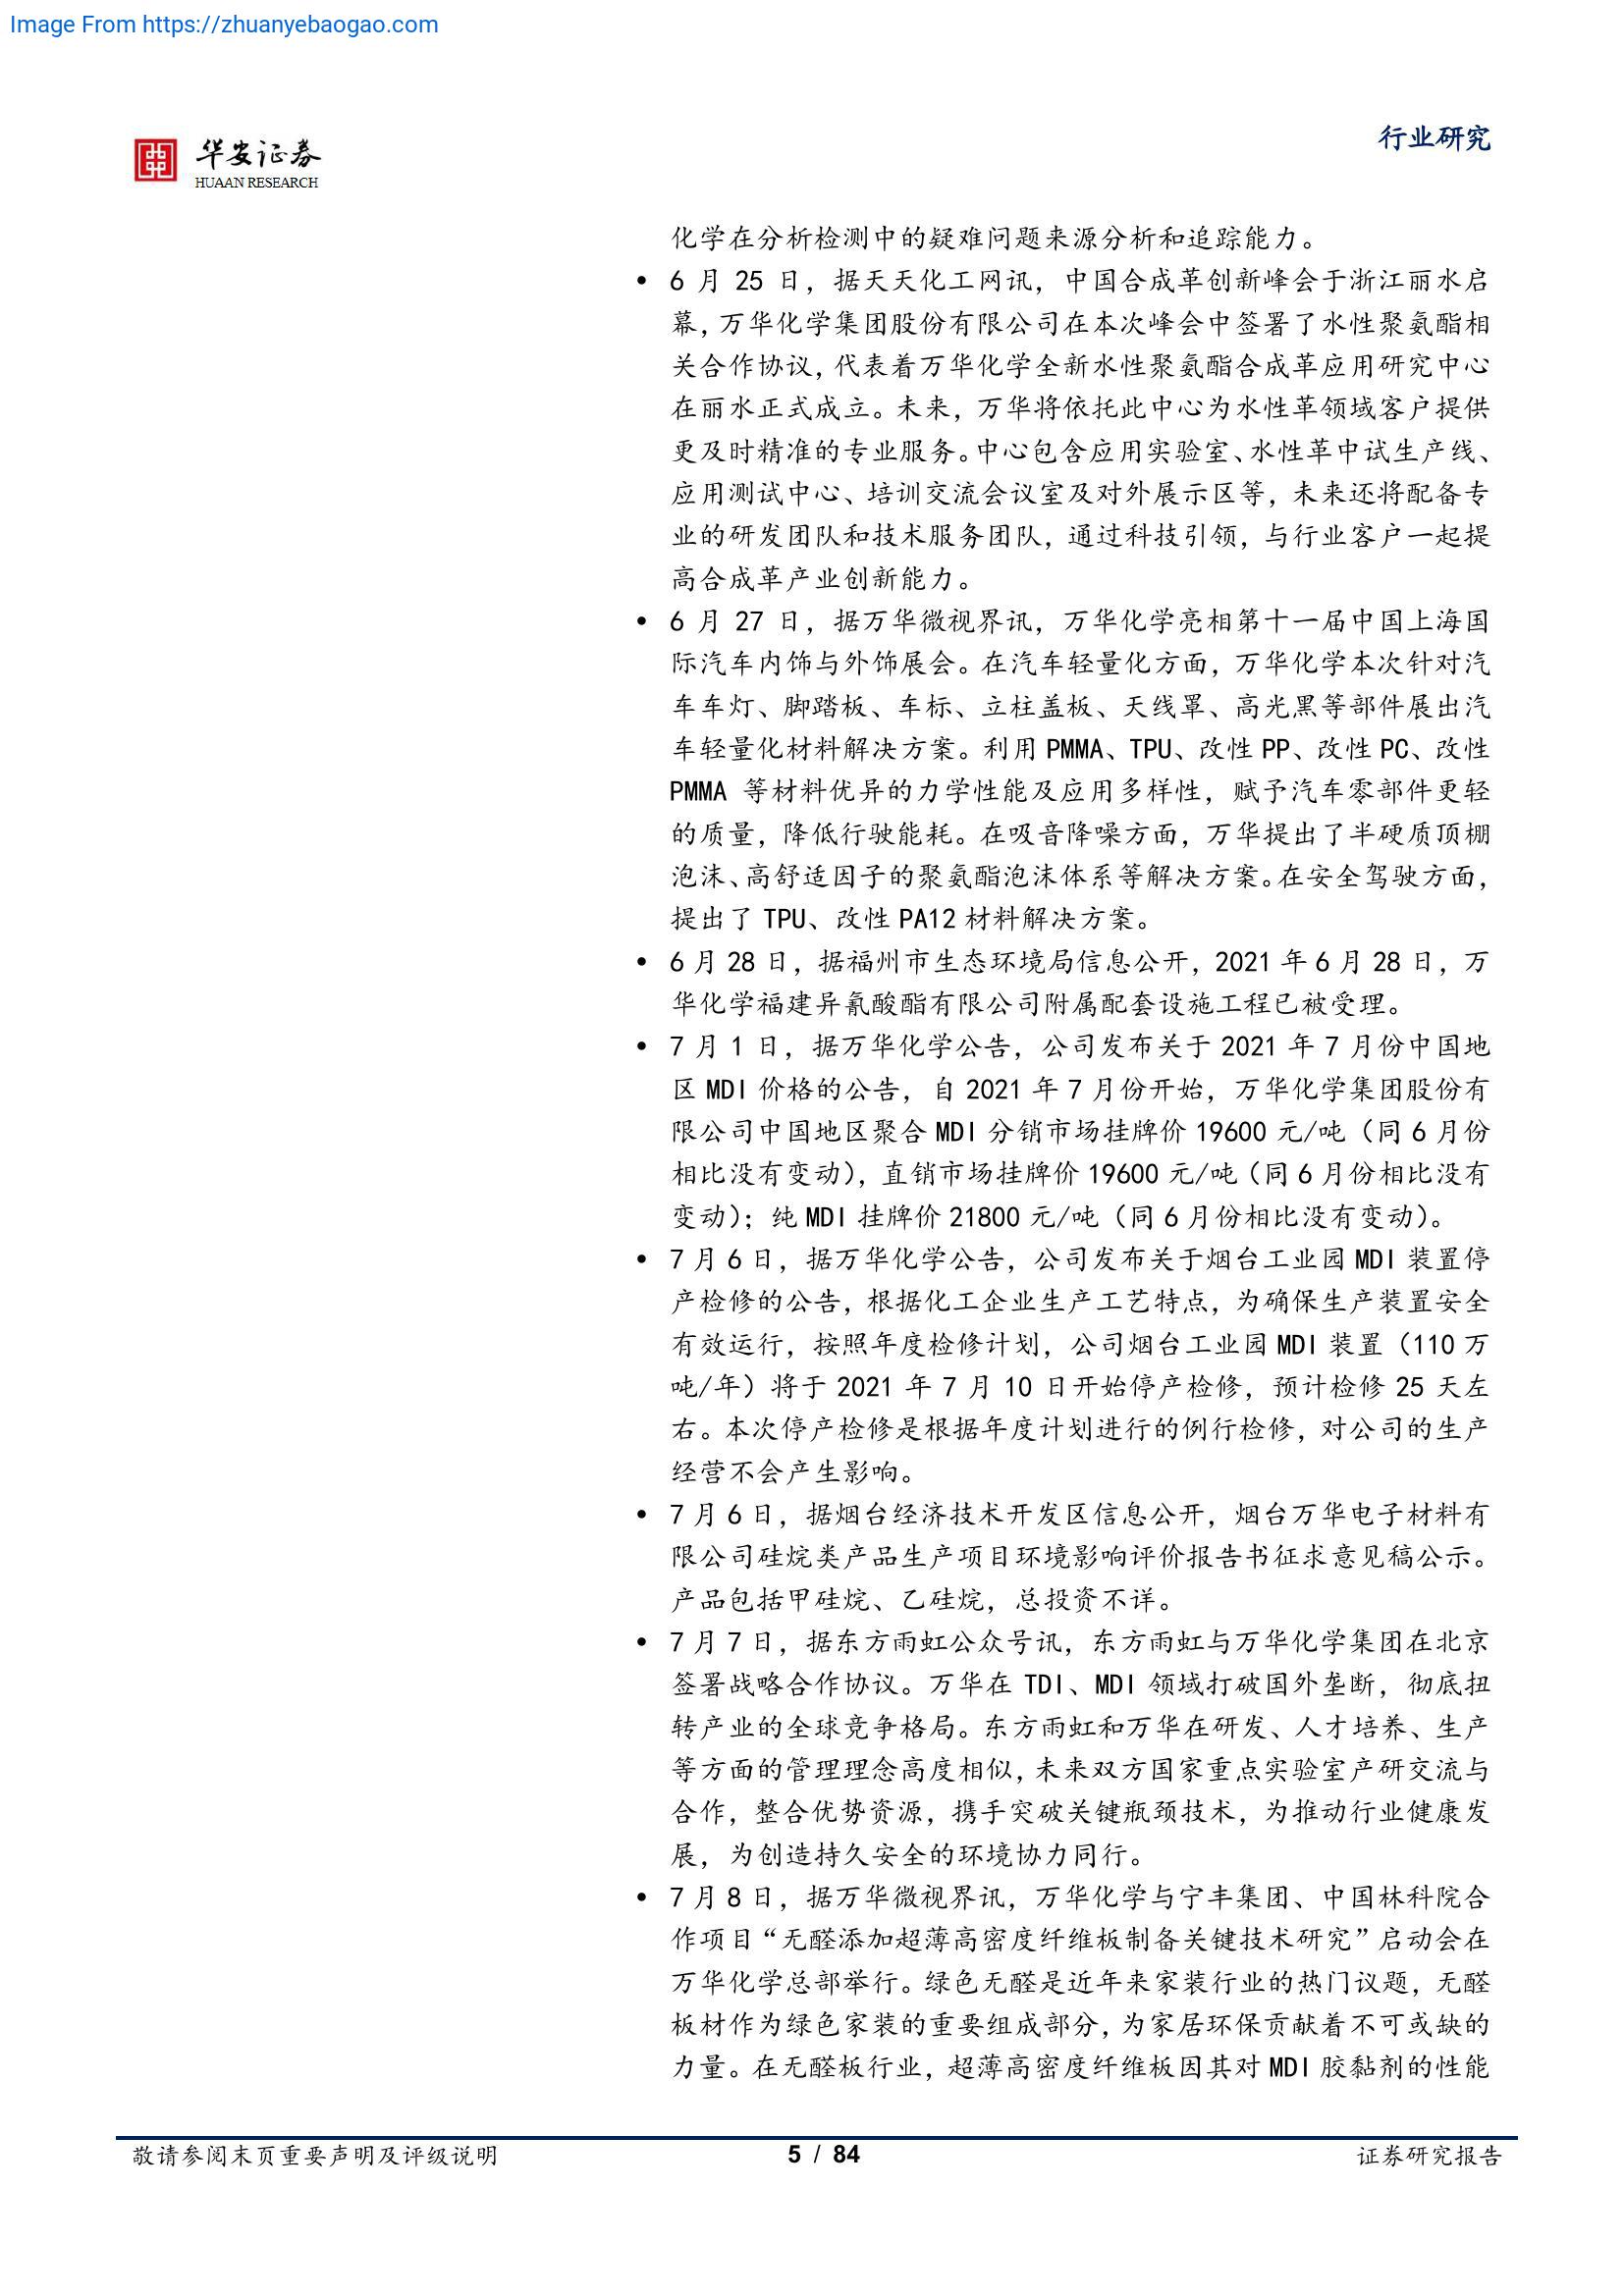 Image From https://zhuanyebaogao.com
华安证券
HUAAN RESEARCH
行业研究
化学在分析检测中的疑难问题来源分析和追踪能力。
• 6 月 25 日，据天天化工网讯，中国合成革创新峰会于浙江丽水启
幕，万华化学集团股份有限公司在本次峰会中签署了水性聚氨酯相
关合作协议，代表着万华化学全新水性聚氨酯合成革应用研究中心
在丽水正式成立。未来，万华将依托此中心为水性革领域客户提供
更及时精准的专业服务。中心包含应用实验室、水性革中试生产线、
应用测试中心、培训交流会议室及对外展示区等，未来还将配备专
业的研发团队和技术服务团队，通过科技引领，与行业客户一起提
高合成革产业创新能力。
• 6 月 27 日，据万华微视界讯，万华化学亮相第十一届中国上海国
际汽车内饰与外饰展会。在汽车轻量化方面，万华化学本次针对汽
车车灯、脚踏板、车标、立柱盖板、天线罩、高光黑等部件展出汽
车轻量化材料解决方案。利用 PMMA、TPU、改性 PP、改性 PC、改性
PMMA 等材料优异的力学性能及应用多样性，赋予汽车零部件更轻
的质量，降低行驶能耗。在吸音降噪方面，万华提出了半硬质顶棚
泡沫、高舒适因子的聚氨酯泡沫体系等解决方案。在安全驾驶方面，
提出了 TPU、改性 PA12 材料解决方案。
• 6 月 28 日，据福州市生态环境局信息公开，2021 年 6 月 28 日，万
华化学福建异氰酸酯有限公司附属配套设施工程已被受理。
• 7 月 1 日，据万华化学公告，公司发布关于 2021 年 7 月份中国地
区 MDI 价格的公告，自 2021 年 7 月份开始，万华化学集团股份有
限公司中国地区聚合 MDI 分销市场挂牌价 19600 元/吨（同 6 月份
相比没有变动），直销市场挂牌价 19600 元/吨（同 6 月份相比没有
变动）；纯 MDI 挂牌价 21800 元/吨（同 6 月份相比没有变动）。
• 7 月 6 日，据万华化学公告，公司发布关于烟台工业园 MDI 装置停
产检修的公告，根据化工企业生产工艺特点，为确保生产装置安全
有效运行，按照年度检修计划，公司烟台工业园 MDI 装置（110 万
吨/年）将于 2021 年 7 月 10 日开始停产检修，预计检修 25 天左
右。本次停产检修是根据年度计划进行的例行检修，对公司的生产
经营不会产生影响。
• 7 月 6 日，据烟台经济技术开发区信息公开，烟台万华电子材料有
限公司硅烷类产品生产项目环境影响评价报告书征求意见稿公示。
产品包括甲硅烷、乙硅烷，总投资不详。
• 7 月 7 日，据东方雨虹公众号讯，东方雨虹与万华化学集团在北京
签署战略合作协议。万华在 TDI、MDI 领域打破国外垄断，彻底扭
转产业的全球竞争格局。东方雨虹和万华在研发、人才培养、生产
等方面的管理理念高度相似，未来双方国家重点实验室产研交流与
合作，整合优势资源，携手突破关键瓶颈技术，为推动行业健康发
展，为创造持久安全的环境协力同行。
• 7 月 8 日，据万华微视界讯，万华化学与宁丰集团、中国林科院合
作项目“无醛添加超薄高密度纤维板制备关键技术研究”启动会在
万华化学总部举行。绿色无醛是近年来家装行业的热门议题，无醛
板材作为绿色家装的重要组成部分，为家居环保贡献着不可或缺的
力量。在无醛板行业，超薄高密度纤维板因其对 MDI 胶黏剂的性能
敬请参阅末页重要声明及评级说明
5 / 84
证券研究报告